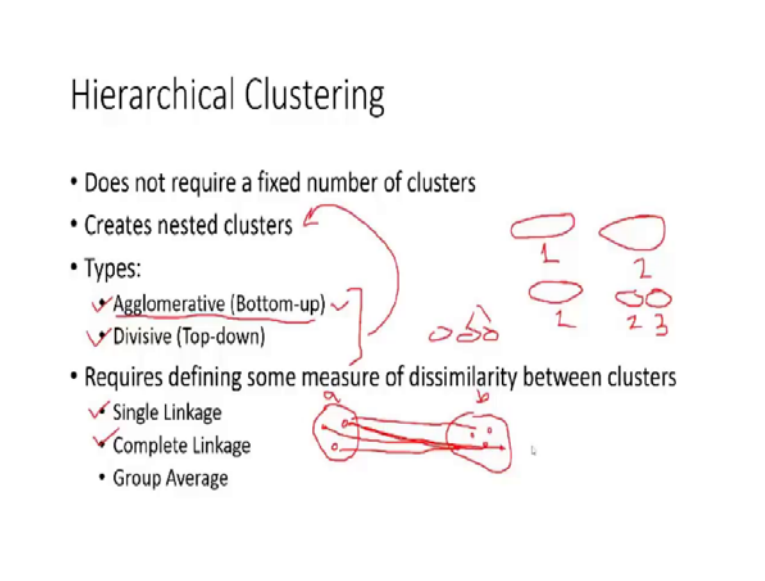 Hierarchical Clustering
• Does not require a fixed number of clusters
• Creates nested clusters
1 2
• Types:
• Agglomerative (Bottom-up)
1 2 3
• Divisive (Top-down)
• Requires defining some measure of dissimilarity between clusters
a b
• Single Linkage
• Complete Linkage
• Group Average